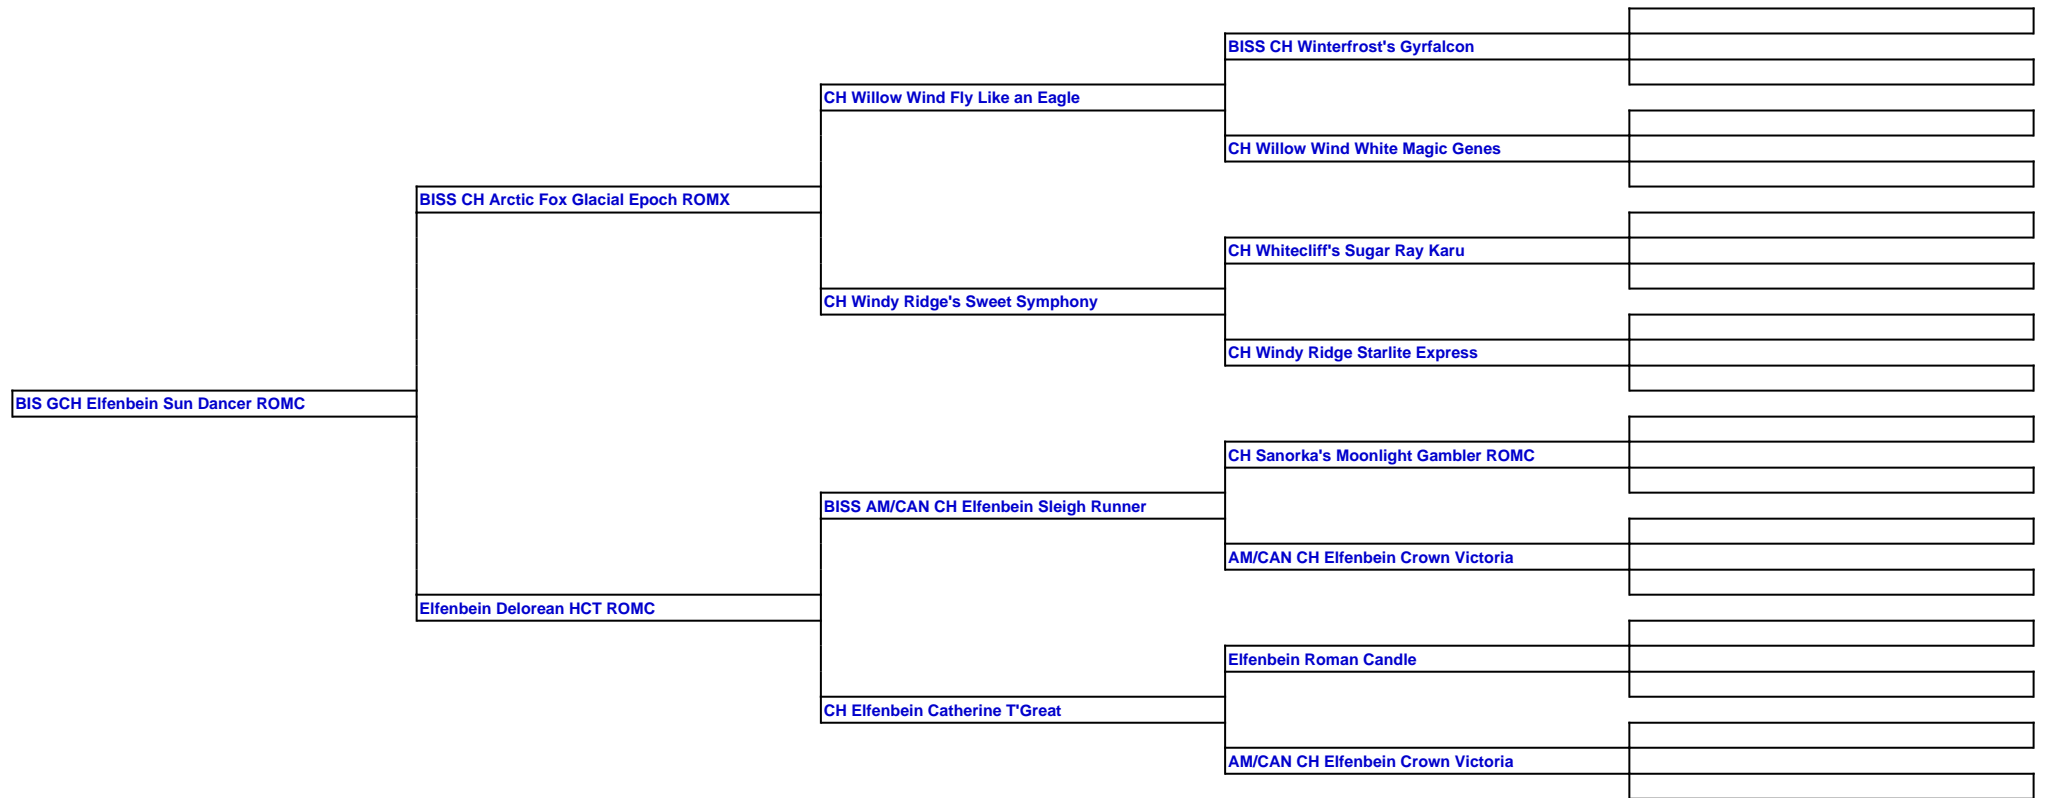 BISS CH Winterfrost's Gyrfalcon
CH Willow Wind Fly Like an Eagle
CH Willow Wind White Magic Genes
BISS CH Arctic Fox Glacial Epoch ROMX
CH Whitecliff's Sugar Ray Karu
CH Windy Ridge's Sweet Symphony
CH Windy Ridge Starlite Express
BIS GCH Elfenbein Sun Dancer ROMC
CH Sanorka's Moonlight Gambler ROMC
BISS AM/CAN CH Elfenbein Sleigh Runner
AM/CAN CH Elfenbein Crown Victoria
Elfenbein Delorean HCT ROMC
Elfenbein Roman Candle
CH Elfenbein Catherine T'Great
AM/CAN CH Elfenbein Crown Victoria